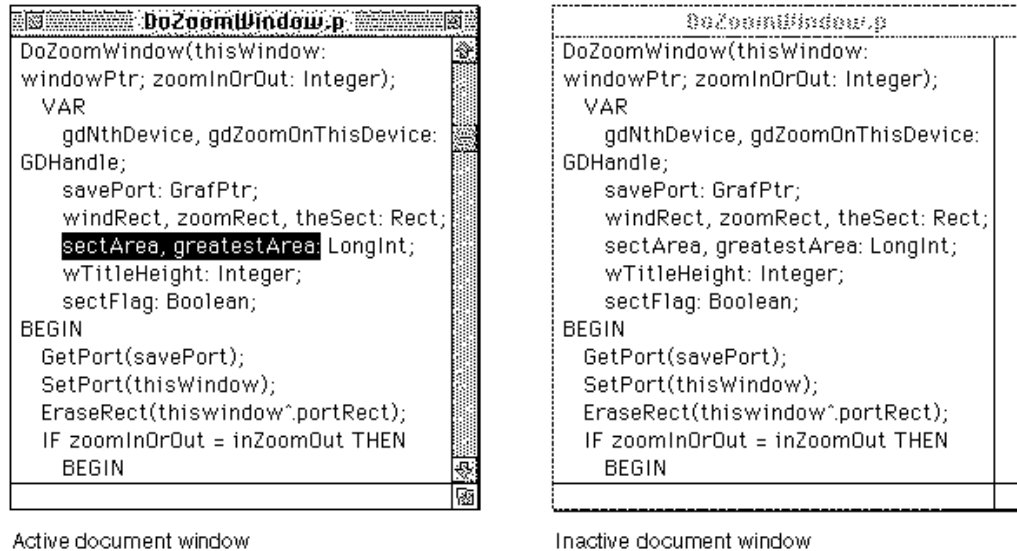 DoZoomWindow.p
DoZoomWindow(thisWindow:
windowPtr; zoomInOrOut: Integer);
VAR
gdNthDevice, gdZoomOnThisDevice:
GDHandle;
savePort: GrafPtr;
windRect, zoomRect, theSect: Rect;
sectArea, greatestArea: LongInt;
wTitleHeight: Integer;
sectFlag: Boolean;
BEGIN
GetPort(savePort);
SetPort(thisWindow);
EraseRect(thiswindow^.portRect);
IF zoomInOrOut = inZoomOut THEN
BEGIN
Active document window
DoZoomWindow.p
DoZoomWindow(thisWindow:
windowPtr; zoomInOrOut: Integer);
VAR
gdNthDevice, gdZoomOnThisDevice:
GDHandle;
savePort: GrafPtr;
windRect, zoomRect, theSect: Rect;
sectArea, greatestArea: LongInt;
wTitleHeight: Integer;
sectFlag: Boolean;
BEGIN
GetPort(savePort);
SetPort(thisWindow);
EraseRect(thiswindow^.portRect);
IF zoomInOrOut = inZoomOut THEN
BEGIN
Inactive document window